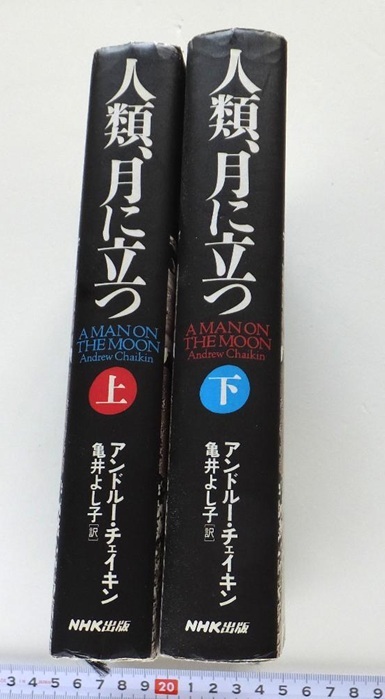 人類、月に立つ
A MAN ON
THE MOON
Andrew Chaikin
上
アンドルー・チェイキン
亀井よし子[訳]
NHK出版
人類、月に立つ
A MAN ON
THE MOON
Andrew Chaikin
下
アンドルー・チェイキン
亀井よし子[訳]
NHK出版
3 4 5 6 7 8 9 20 1 2 3 4 5 6 7 8 9